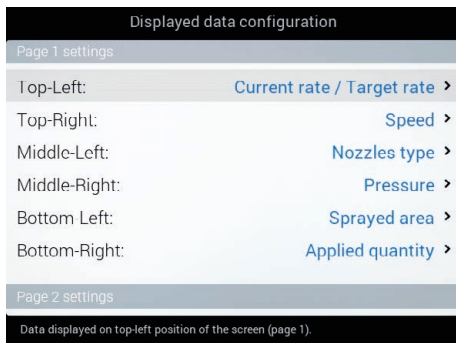 Displayed data configuration
Page 1 settings
Top-Left: Current rate / Target rate >
Top-Right: Speed >
Middle-Left: Nozzles type >
Middle-Right: Pressure >
Bottom-Left: Sprayed area >
Bottom-Right: Applied quantity >
Page 2 settings
Data displayed on top-left position of the screen (page 1).